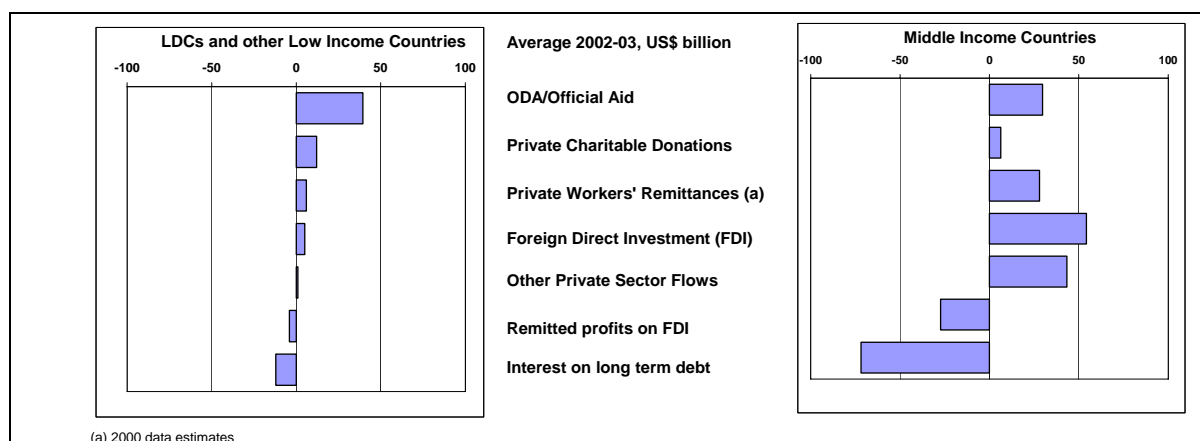 LDCs and other Low Income Countries
-100 -50 0 50 100
Average 2002-03, US$ billion
ODA/Official Aid
Private Charitable Donations
Private Workers' Remittances (a)
Foreign Direct Investment (FDI)
Other Private Sector Flows
Remitted profits on FDI
Interest on long term debt
Middle Income Countries
-100 -50 0 50 100
(a) 2000 data estimates